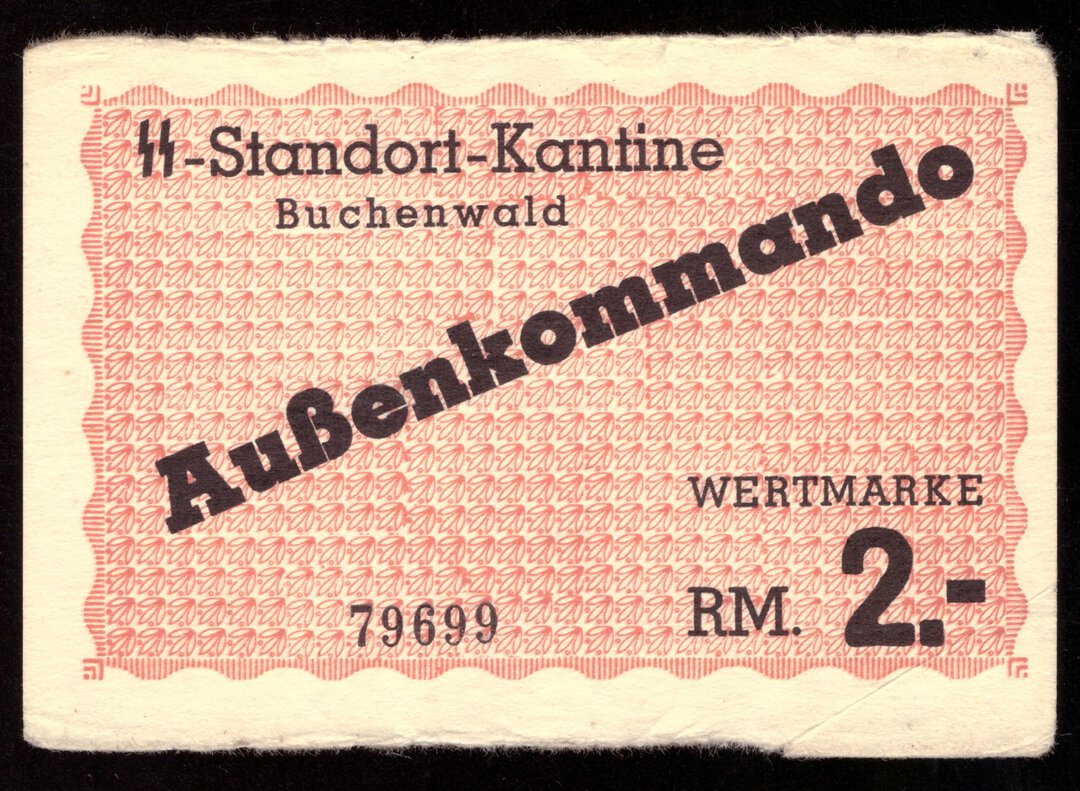 SS-Standort-Kantine
Buchenwald
Außenkommando
WERTMARKE
RM. 2.-
79699